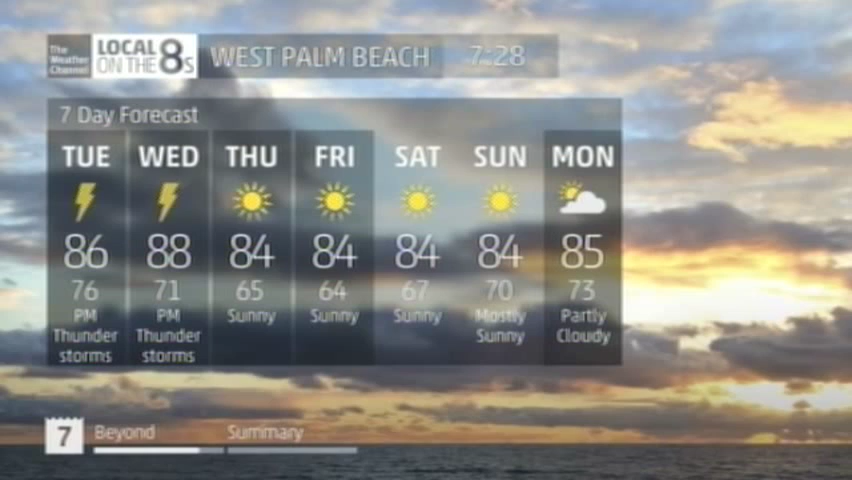 The
Weather
Channel
LOCAL
ON THE 8s
WEST PALM BEACH
7:28
7 Day Forecast
TUE WED THU FRI SAT SUN MON
86 88 84 84 84 84 85
76 71 65 64 67 70 73
PM PM Sunny Sunny Sunny Mostly Partly
Thunder Thunder Sunny Cloudy
storms storms
7 Beyond Summary